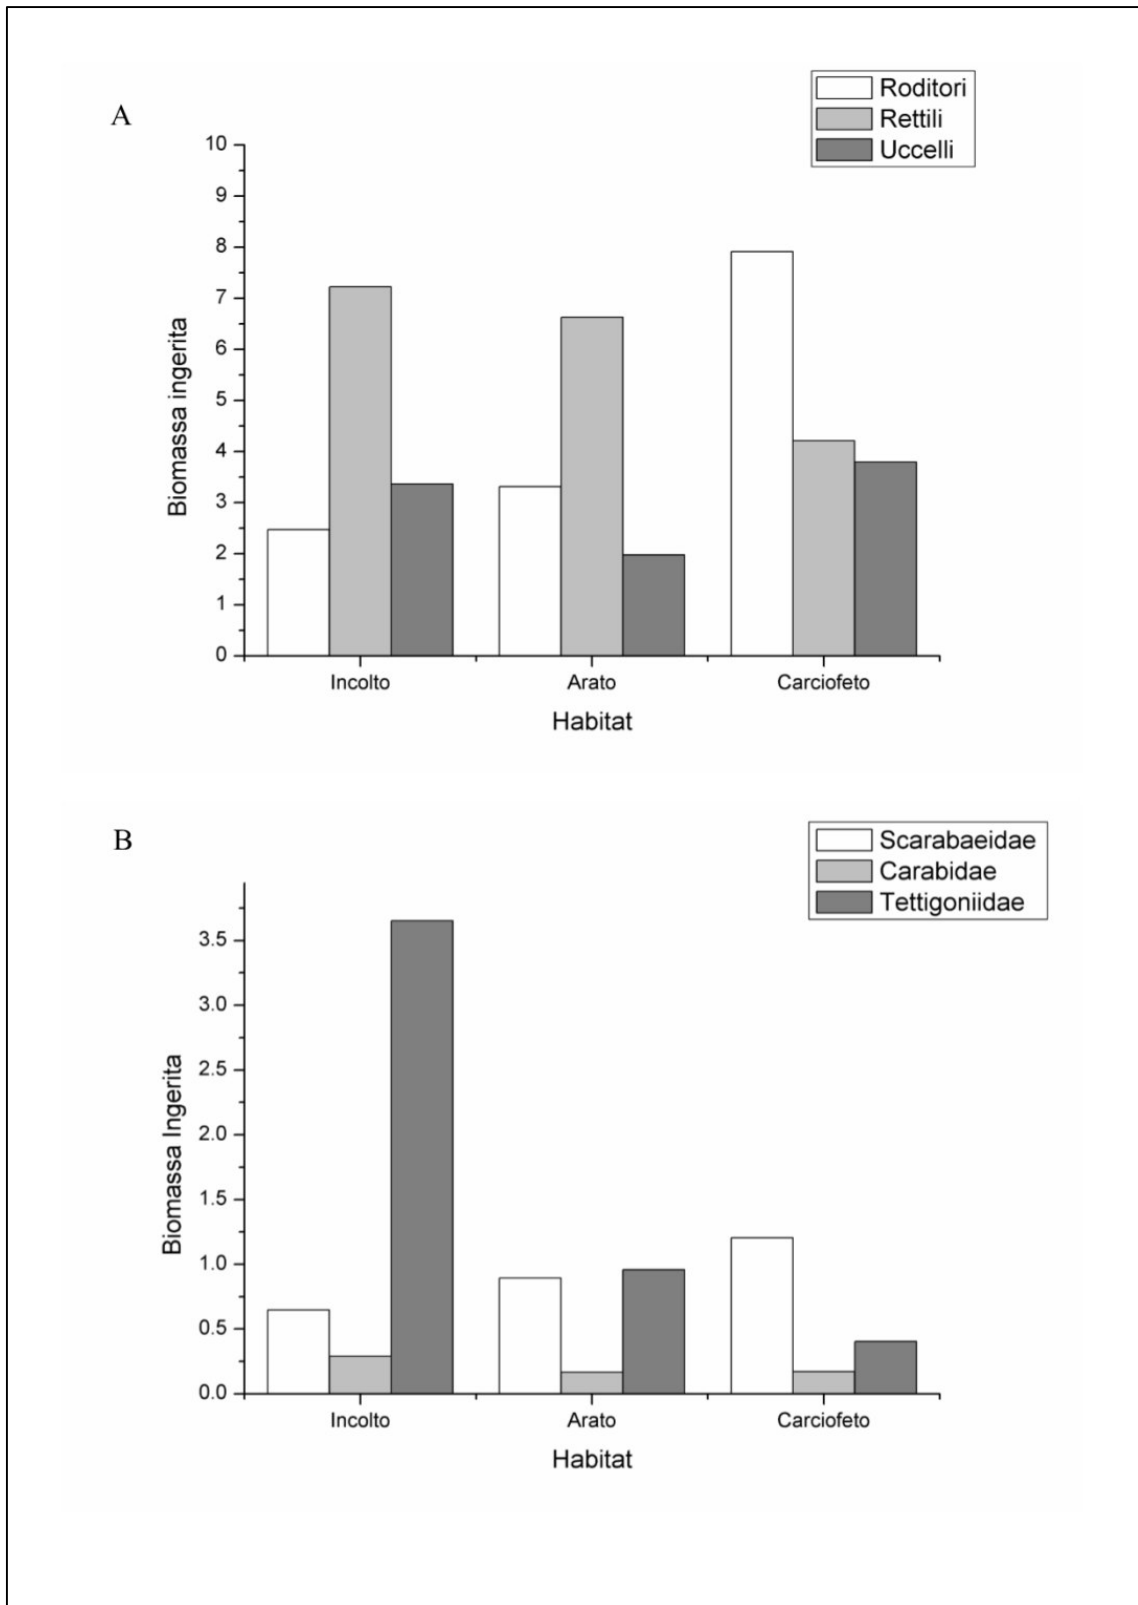 A
Roditori
Rettili
Uccelli
10
9
8
7
6
5
4
3
2
1
0
Biomassa ingerita
Incolto Arato Carciofeto
Habitat
B
Scarabaeidae
Carabidae
Tettigoniidae
3.5
3.0
2.5
2.0
1.5
1.0
0.5
0.0
Biomassa Ingerita
Incolto Arato Carciofeto
Habitat